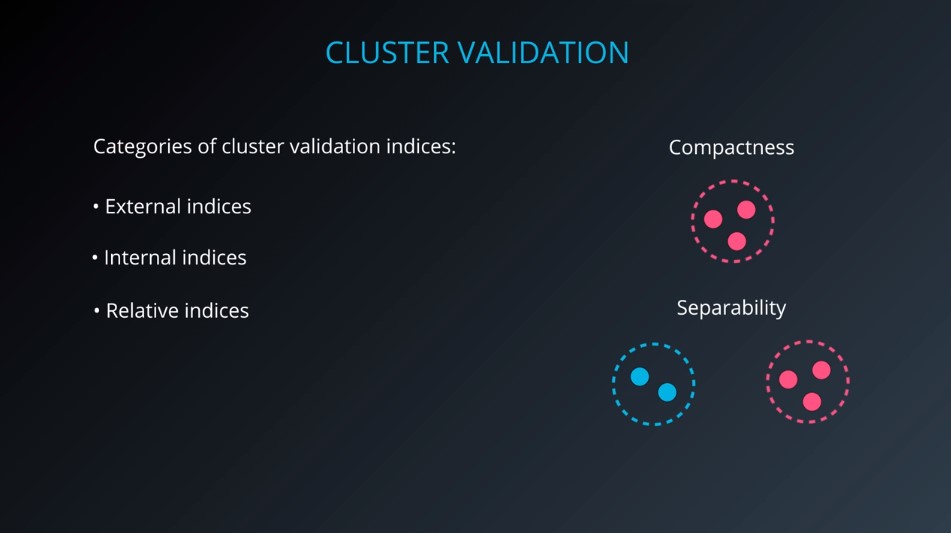 CLUSTER VALIDATION
Categories of cluster validation indices:
• External indices
• Internal indices
• Relative indices
Compactness
Separability